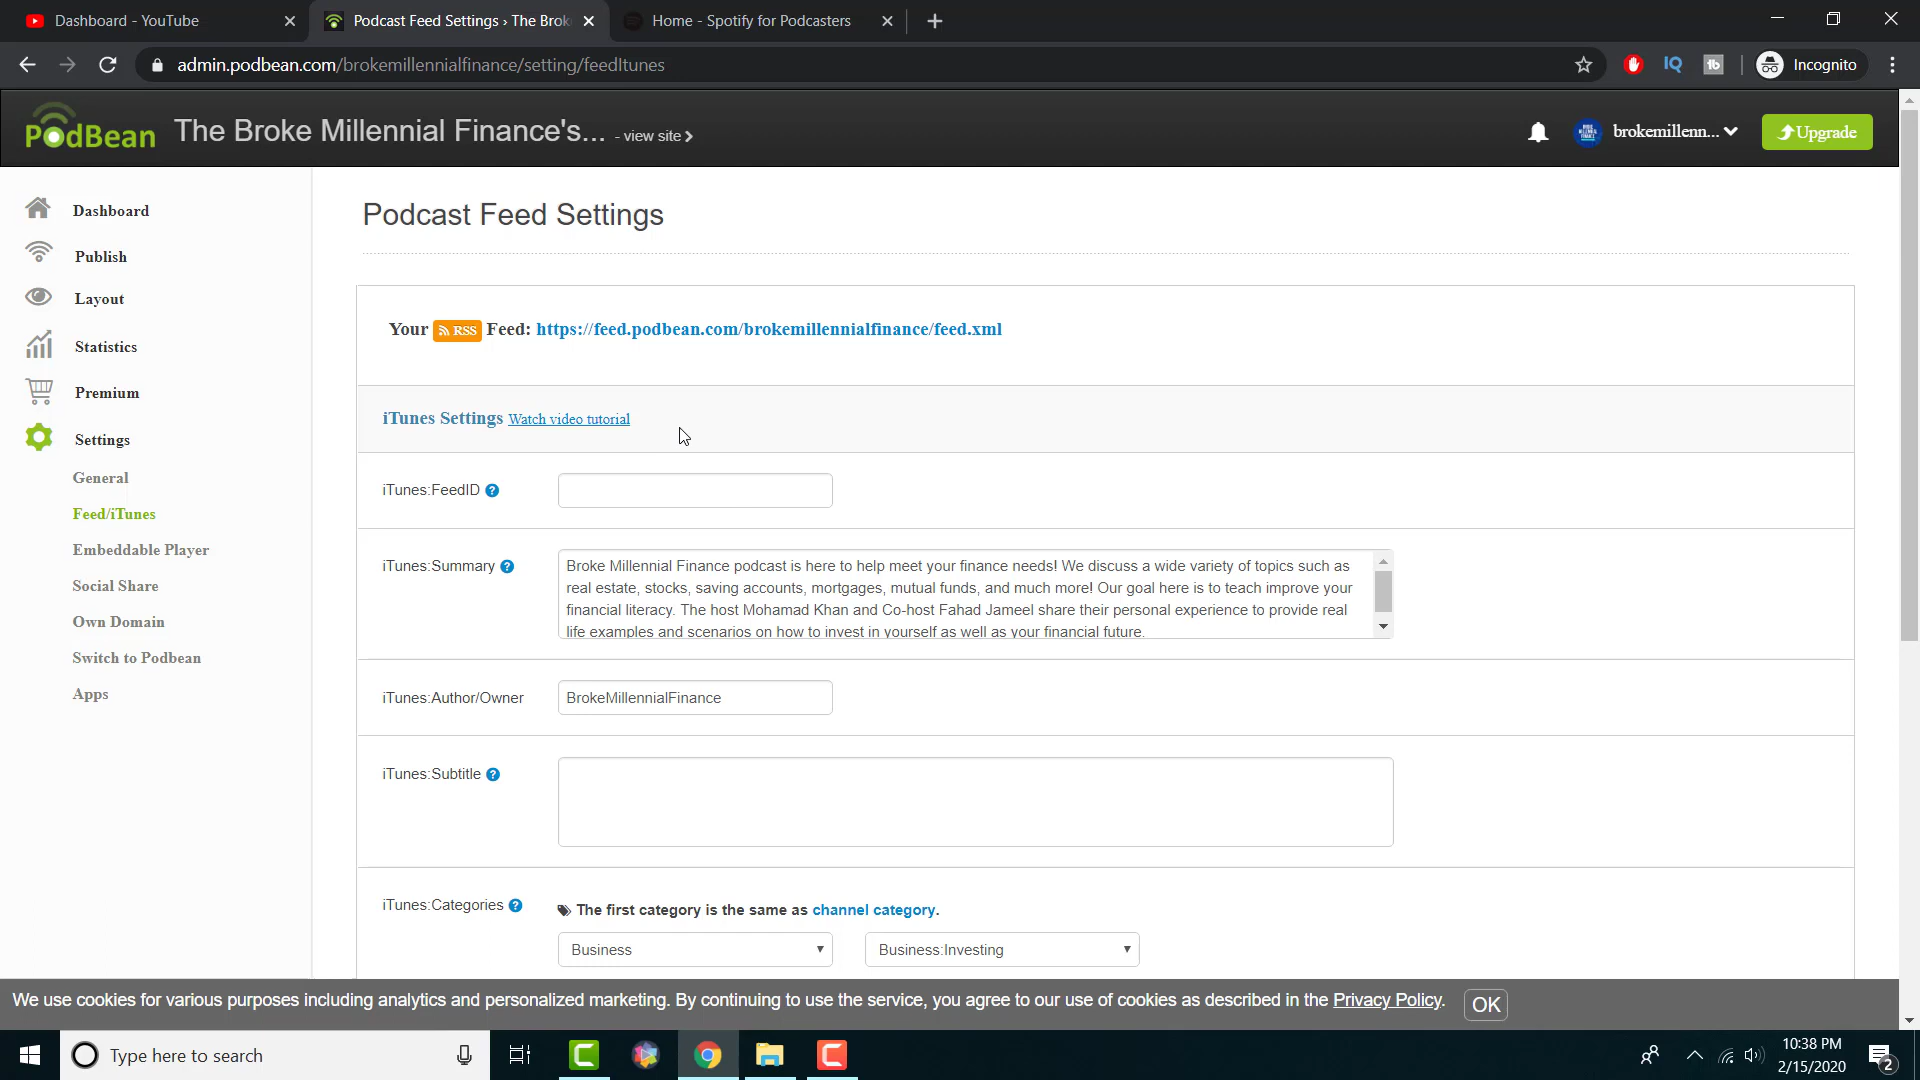 Dashboard - YouTube
Podcast Feed Settings › The Brok
Home - Spotify for Podcasters
admin.podbean.com/brokemillennialfinance/setting/feedItunes
IQ
tb
Incognito
PodBean
The Broke Millennial Finance's...
- view site
brokemillenn...
Upgrade
Dashboard
Publish
Layout
Statistics
Premium
Settings
General
Feed/iTunes
Embeddable Player
Social Share
Own Domain
Switch to Podbean
Apps
Podcast Feed Settings
Your RSS Feed: https://feed.podbean.com/brokemillennialfinance/feed.xml
iTunes Settings Watch video tutorial
iTunes:FeedID ?
iTunes:Summary ?
Broke Millennial Finance podcast is here to help meet your finance needs! We discuss a wide variety of topics such as
real estate, stocks, saving accounts, mortgages, mutual funds, and much more! Our goal here is to teach improve your
financial literacy. The host Mohamad Khan and Co-host Fahad Jameel share their personal experience to provide real
life examples and scenarios on how to invest in yourself as well as your financial future.
iTunes:Author/Owner
BrokeMillennialFinance
iTunes:Subtitle ?
iTunes:Categories ?
The first category is the same as channel category.
Business
Business:Investing
We use cookies for various purposes including analytics and personalized marketing. By continuing to use the service, you agree to our use of cookies as described in the Privacy Policy.
OK
Type here to search
10:38 PM
2/15/2020
2